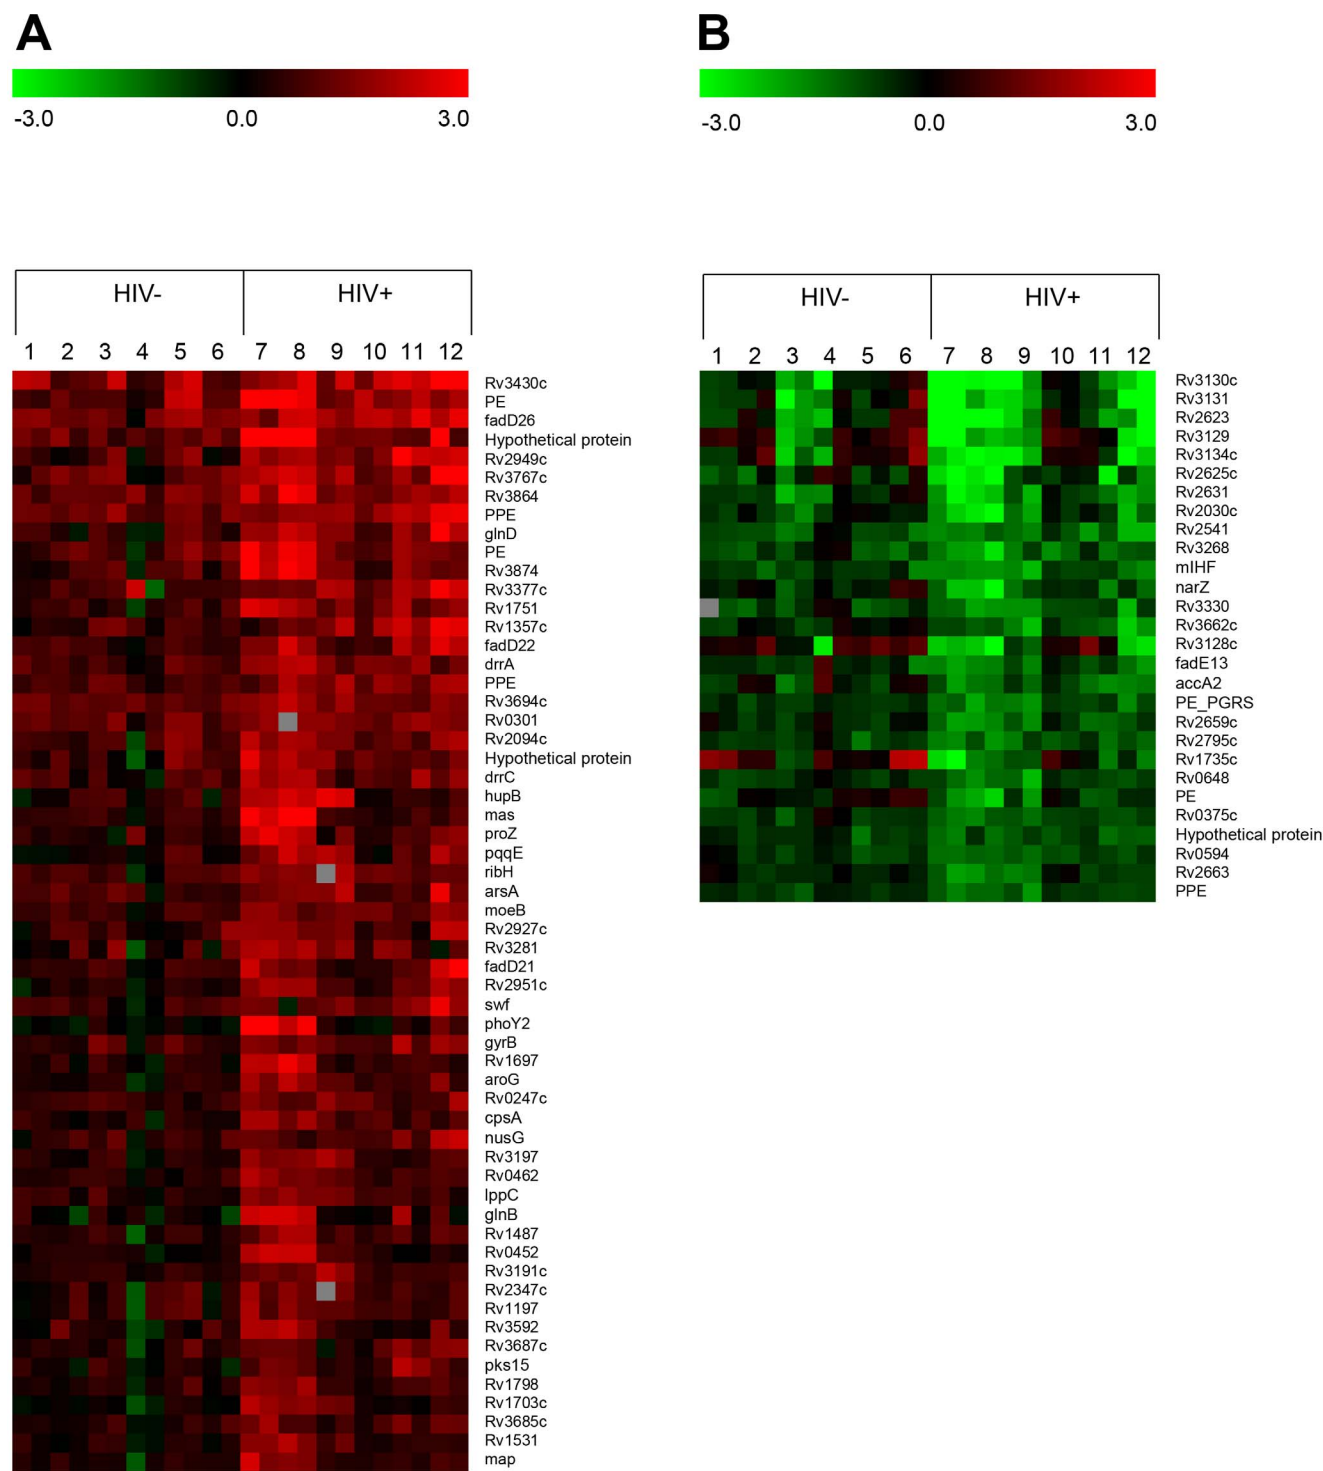 A
-3.0 0.0 3.0
HIV- HIV+
1 2 3 4 5 6 7 8 9 10 11 12
Rv3430c
PE
fadD26
Hypothetical protein
Rv2949c
Rv3767c
Rv3864
PPE
glnD
PE
Rv3874
Rv3377c
Rv1751
Rv1357c
fadD22
drrA
PPE
Rv3694c
Rv0301
Rv2094c
Hypothetical protein
drrC
hupB
mas
proZ
pqqE
ribH
arsA
moeB
Rv2927c
Rv3281
fadD21
Rv2951c
swf
phoY2
gyrB
Rv1697
aroG
Rv0247c
cpsA
nusG
Rv3197
Rv0462
lppC
glnB
Rv1487
Rv0452
Rv3191c
Rv2347c
Rv1197
Rv3592
Rv3687c
pks15
Rv1798
Rv1703c
Rv3685c
Rv1531
map
B
-3.0 0.0 3.0
HIV- HIV+
1 2 3 4 5 6 7 8 9 10 11 12
Rv3130c
Rv3131
Rv2623
Rv3129
Rv3134c
Rv2625c
Rv2631
Rv2030c
Rv2541
Rv3268
mIHF
narZ
Rv3330
Rv3662c
Rv3128c
fadE13
accA2
PE_PGRS
Rv2659c
Rv2795c
Rv1735c
Rv0648
PE
Rv0375c
Hypothetical protein
Rv0594
Rv2663
PPE